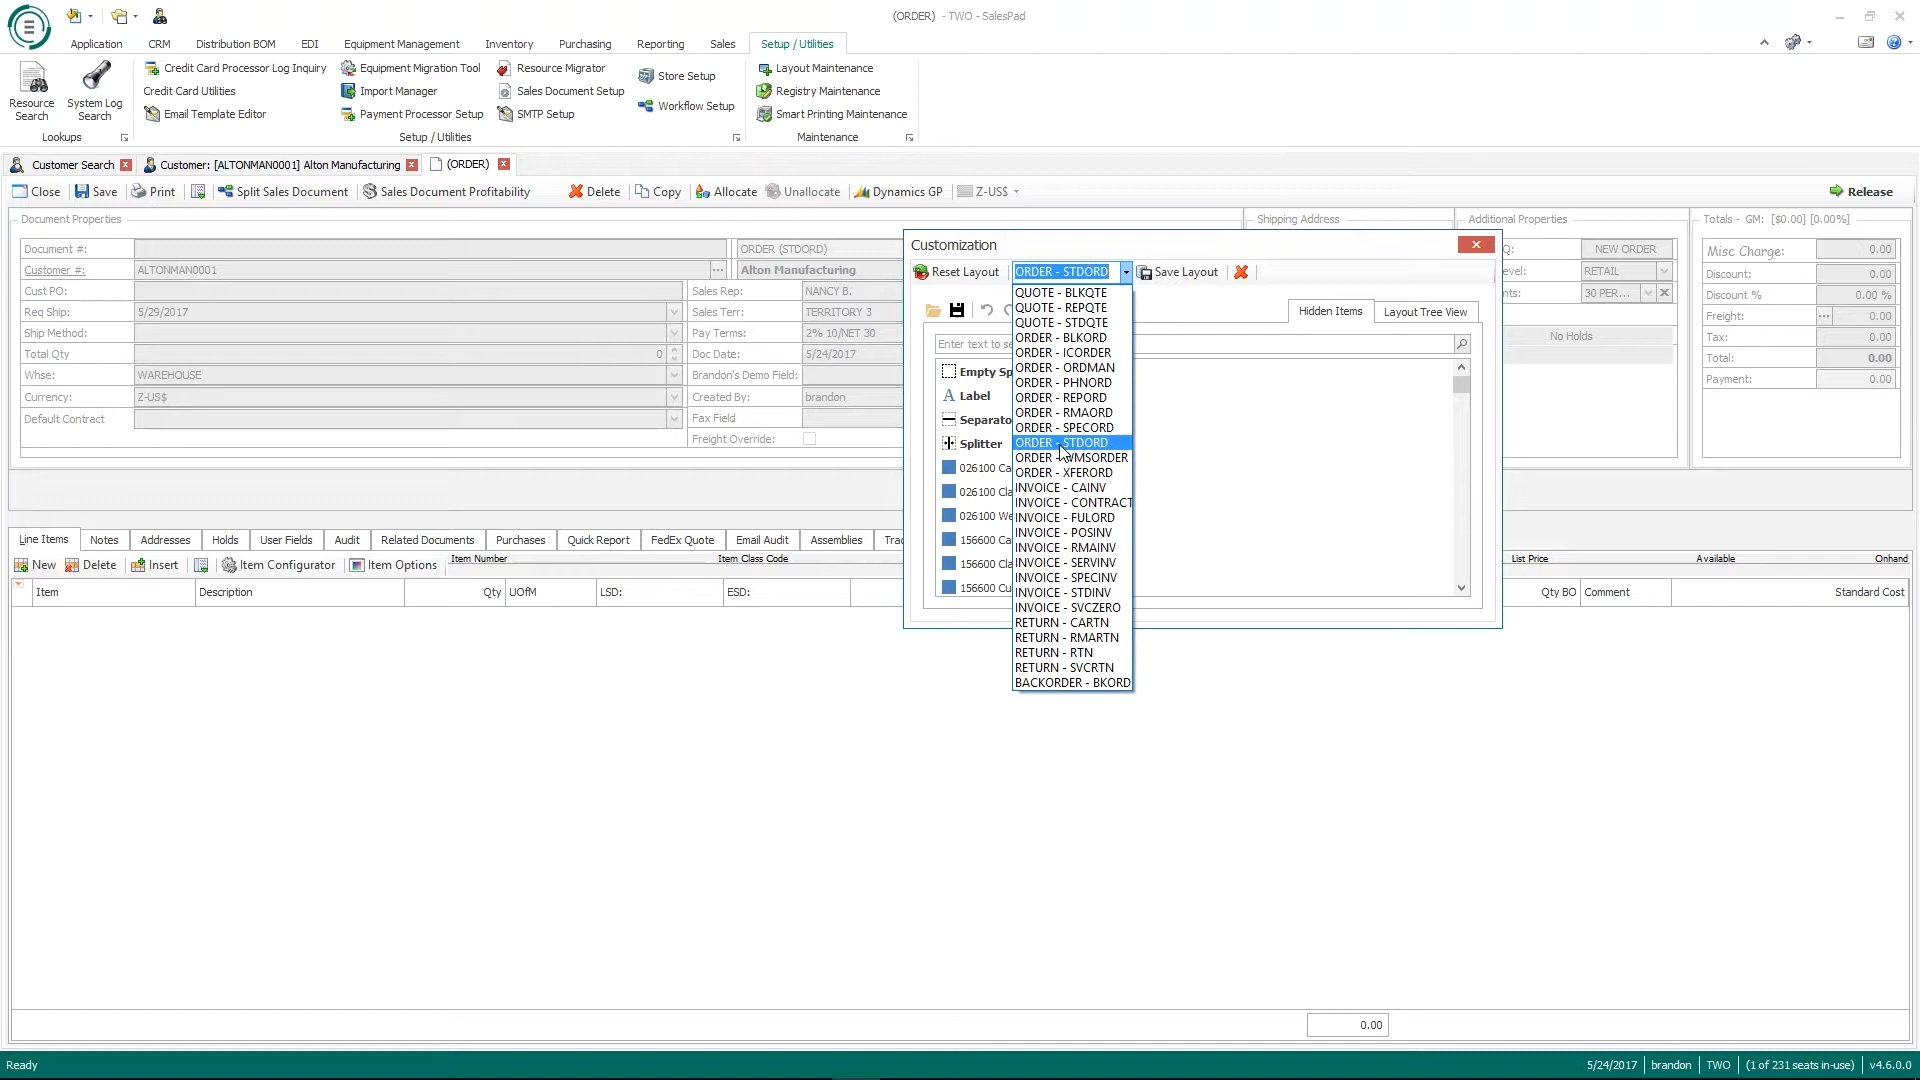 (ORDER) - TWO - SalesPad
Application CRM Distribution BOM EDI Equipment Management Inventory Purchasing Reporting Sales Setup / Utilities
Resource Search
System Log Search
Lookups
Credit Card Processor Log Inquiry
Credit Card Utilities
Email Template Editor
Equipment Migration Tool
Import Manager
Payment Processor Setup
Resource Migrator
Sales Document Setup
SMTP Setup
Store Setup
Workflow Setup
Setup / Utilities
Layout Maintenance
Registry Maintenance
Smart Printing Maintenance
Maintenance
Customer Search
Customer: [ALTONMAN0001] Alton Manufacturing
(ORDER)
Close Save Print Split Sales Document Sales Document Profitability Delete Copy Allocate Unallocate Dynamics GP Z-US$ Release
Document Properties
Document #: ORDER (STDORD)
Customer #: ALTONMAN0001 ... Alton Manufacturing
Cust PO: Sales Rep: NANCY B.
Req Ship: 5/29/2017 Sales Terr: TERRITORY 3
Ship Method: Pay Terms: 2% 10/NET 30
Total Qty 0 Doc Date: 5/24/2017
Whse: WAREHOUSE Brandon's Demo Field:
Currency: Z-US$ Created By: brandon
Default Contract Fax Field
Freight Override:
Shipping Address
Additional Properties
Q: NEW ORDER
evel: RETAIL
nts: 30 PER...
No Holds
Totals - GM: [$0.00] [0.00%]
Misc Charge: 0.00
Discount: 0.00
Discount % 0.00 %
Freight: ... 0.00
Tax: 0.00
Total: 0.00
Payment: 0.00
Customization
Reset Layout ORDER - STDORD Save Layout
Hidden Items Layout Tree View
Enter text to se
Empty Sp
Label
Separato
Splitter
026100 Ca
026100 Cla
026100 We
156600 Ca
156600 Cla
156600 Cu
QUOTE - BLKQTE
QUOTE - REPQTE
QUOTE - STDQTE
ORDER - BLKORD
ORDER - ICORDER
ORDER - ORDMAN
ORDER - PHNORD
ORDER - REPORD
ORDER - RMAORD
ORDER - SPECORD
ORDER - STDORD
ORDER - WMSORDER
ORDER - XFERORD
INVOICE - CAINV
INVOICE - CONTRACT
INVOICE - FULORD
INVOICE - POSINV
INVOICE - RMAINV
INVOICE - SERVINV
INVOICE - SPECINV
INVOICE - STDINV
INVOICE - SVCZERO
RETURN - CARTN
RETURN - RMARTN
RETURN - RTN
RETURN - SVCRTN
BACKORDER - BKORD
Line Items Notes Addresses Holds User Fields Audit Related Documents Purchases Quick Report FedEx Quote Email Audit Assemblies Trac
New Delete Insert Item Configurator Item Options Item Number Item Class Code List Price Available Onhand
Item Description Qty UOfM LSD: ESD: Qty BO Comment Standard Cost
0.00
Ready 5/24/2017 brandon TWO (1 of 231 seats in-use) v4.6.0.0